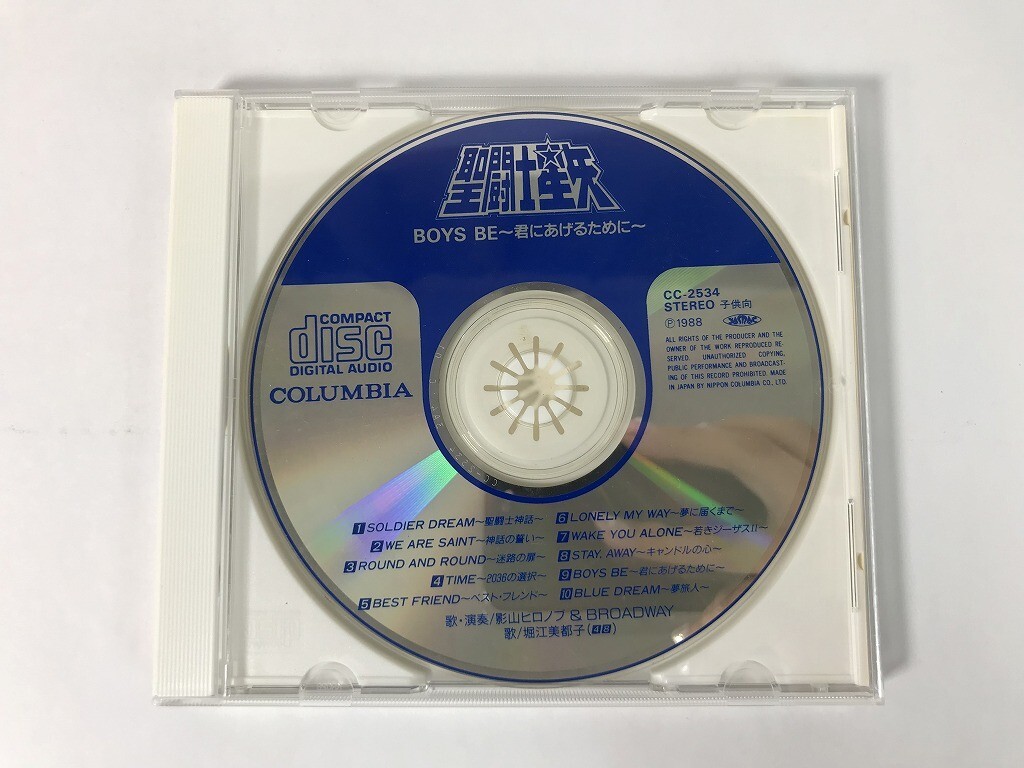 聖闘士星矢
BOYS BE～君にあげるために～
COMPACT
disc
DIGITAL AUDIO
COLUMBIA
CC-2534
STEREO 子供向
Ⓟ1988 JASRAC
ALL RIGHTS OF THE PRODUCER AND THE
OWNER OF THE WORK REPRODUCED RE-
SERVED. UNAUTHORIZED COPYING,
PUBLIC PERFORMANCE AND BROADCAST-
ING OF THIS RECORD PROHIBITED. MADE
IN JAPAN BY NIPPON COLUMBIA CO., LTD.
1 SOLDIER DREAM～聖闘士神話～
2 WE ARE SAINT～神話の誓い～
3 ROUND AND ROUND～迷路の扉～
4 TIME～2036の選択～
5 BEST FRIEND～ベスト・フレンド～
6 LONELY MY WAY～夢に届くまで～
7 WAKE YOU ALONE～若きジーザス!!～
8 STAY, AWAY～キャンドルの心～
9 BOYS BE～君にあげるために～
10 BLUE DREAM～夢旅人～
歌・演奏/影山ヒロノブ & BROADWAY
歌/堀江美都子(4 8)